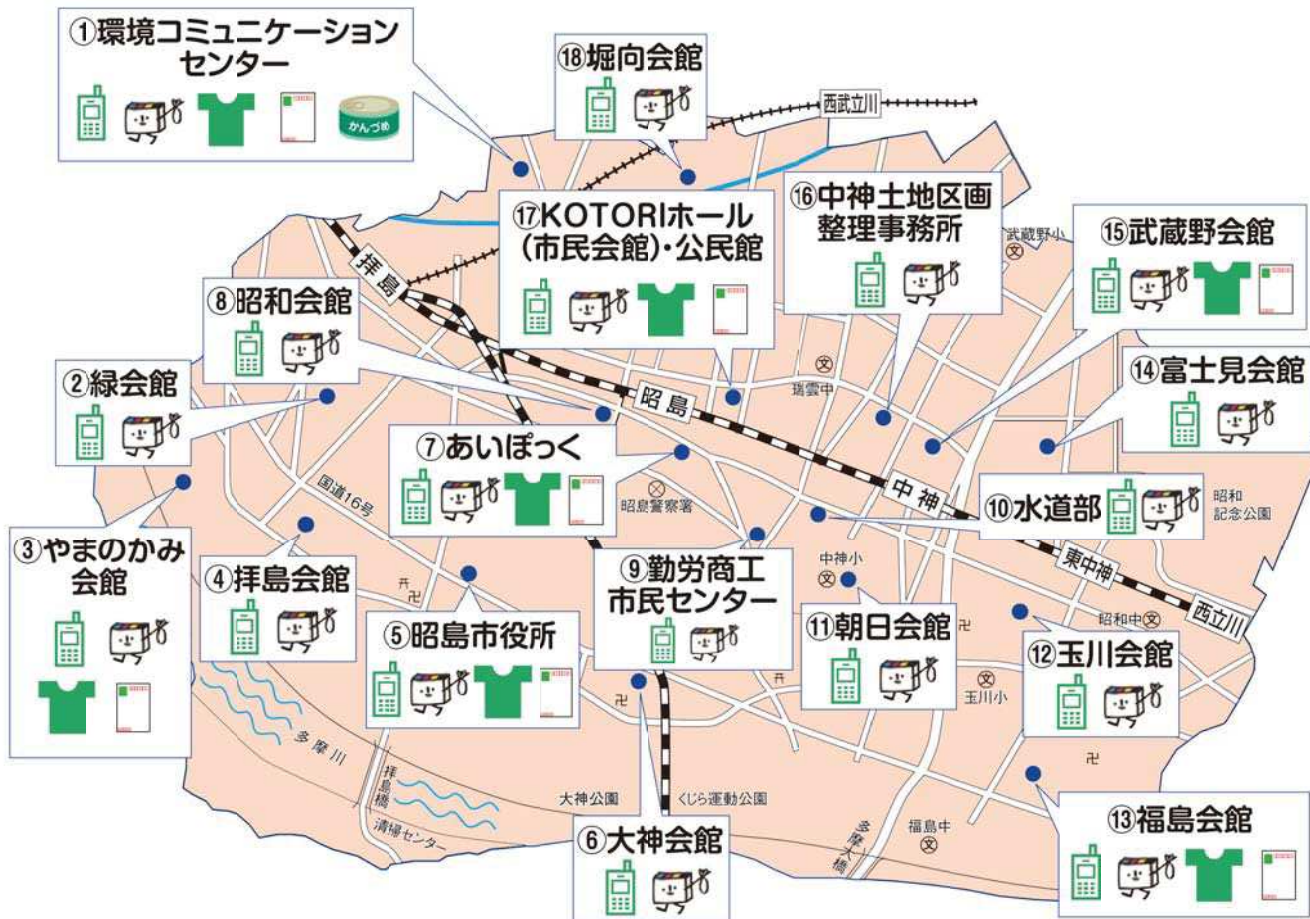 ①環境コミュニケーション
センター
かんづめ
⑱堀向会館
西武立川
⑰KOTORIホール
(市民会館)・公民館
⑯中神土地区画
整理事務所
武蔵野小
文
⑮武蔵野会館
拝島
⑧昭和会館
②緑会館
昭島
瑞雲中
文
⑭富士見会館
⑦あいぽっく
国道16号
昭島警察署
中神
⑩水道部
昭和
記念公園
③やまのかみ
会館
④拝島会館
⑤昭島市役所
⑨勤労商工
市民センター
中神小
文
⑪朝日会館
東中神
西立川
昭和中
文
⑫玉川会館
文
玉川小
多摩川
拝島橋
清掃センター
大神公園
くじら運動公園
⑥大神会館
福島中
文
多摩大橋
⑬福島会館